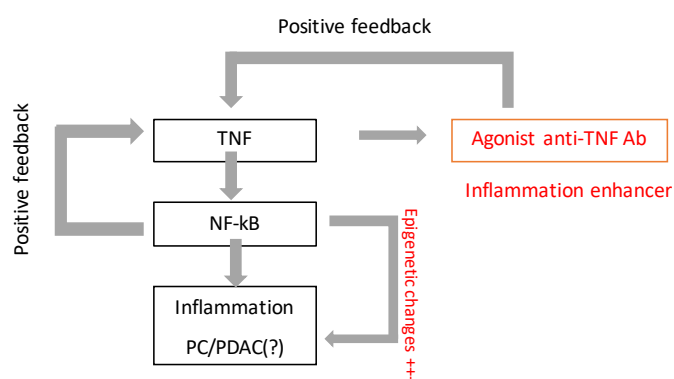 Positive feedback
Positive feedback
TNF
Agonist anti-TNF Ab
Inflammation enhancer
NF-kB
Epigenetic changes ++
Inflammation
PC/PDAC(?)